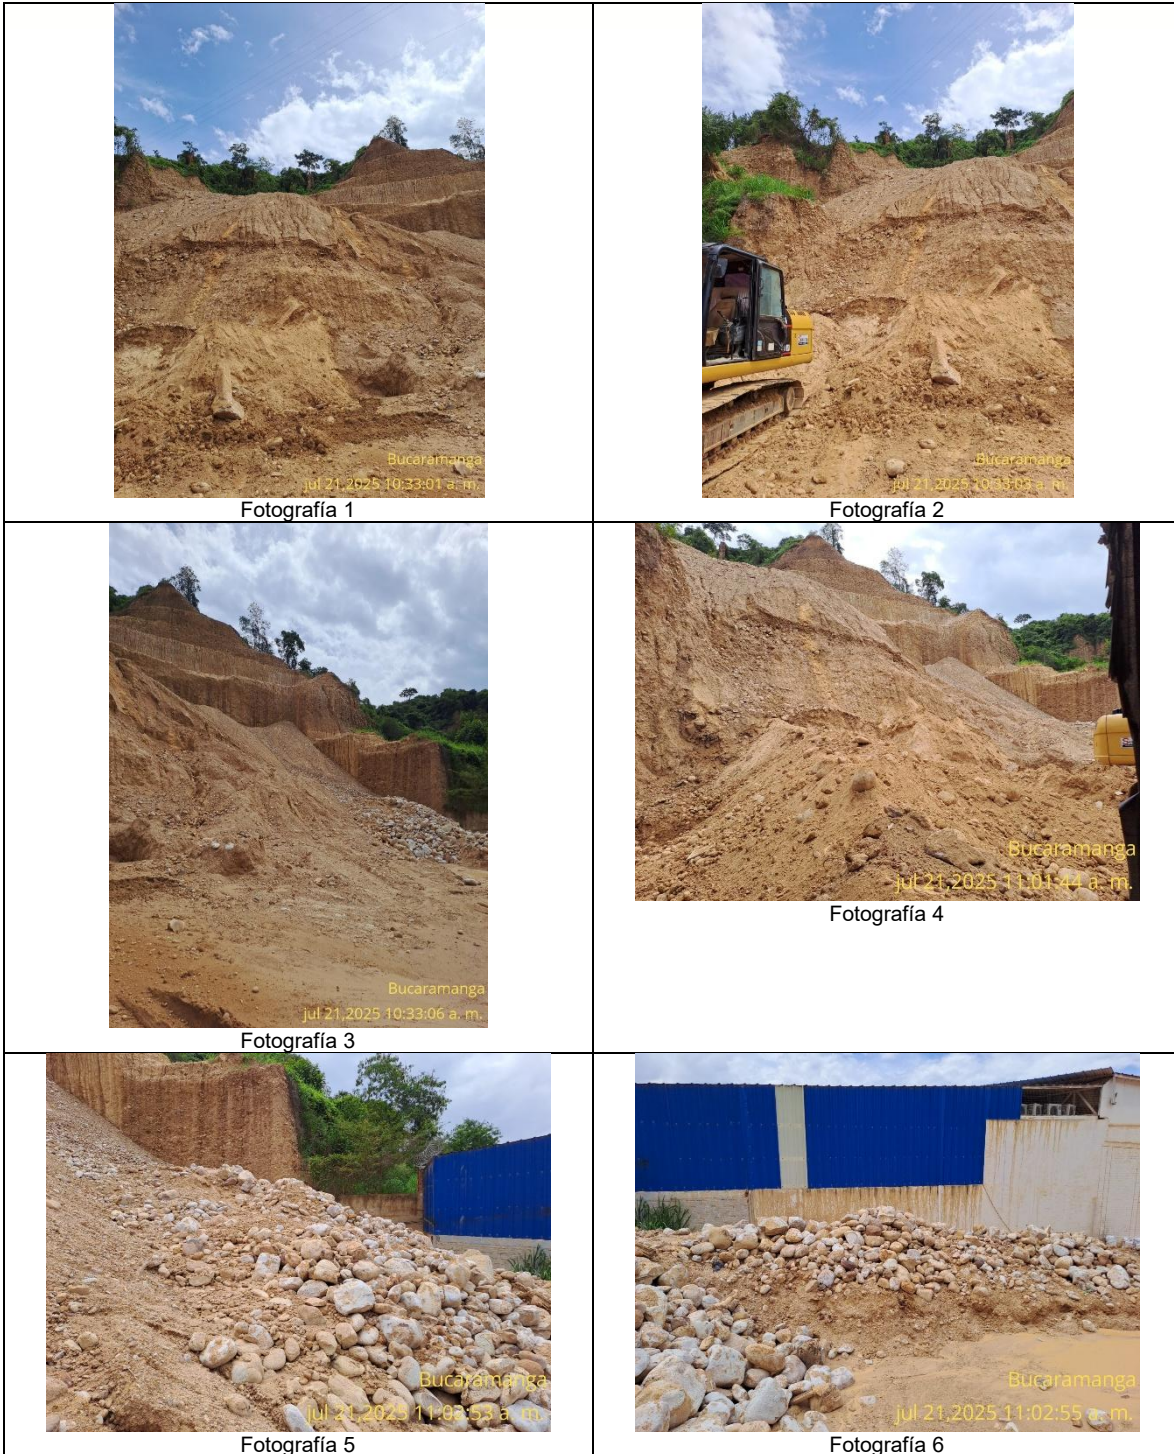 Bucaramanga
jul 21,2025 10:33:01 a. m.
Fotografía 1
Bucaramanga
jul 21,2025 10:33:03 a. m.
Fotografía 2
Bucaramanga
jul 21,2025 10:33:06 a. m.
Fotografía 3
Bucaramanga
jul 21,2025 11:01:44 a. m.
Fotografía 4
Bucaramanga
jul 21,2025 11:02:53 a. m.
Fotografía 5
Bucaramanga
jul 21,2025 11:02:55 a. m.
Fotografía 6